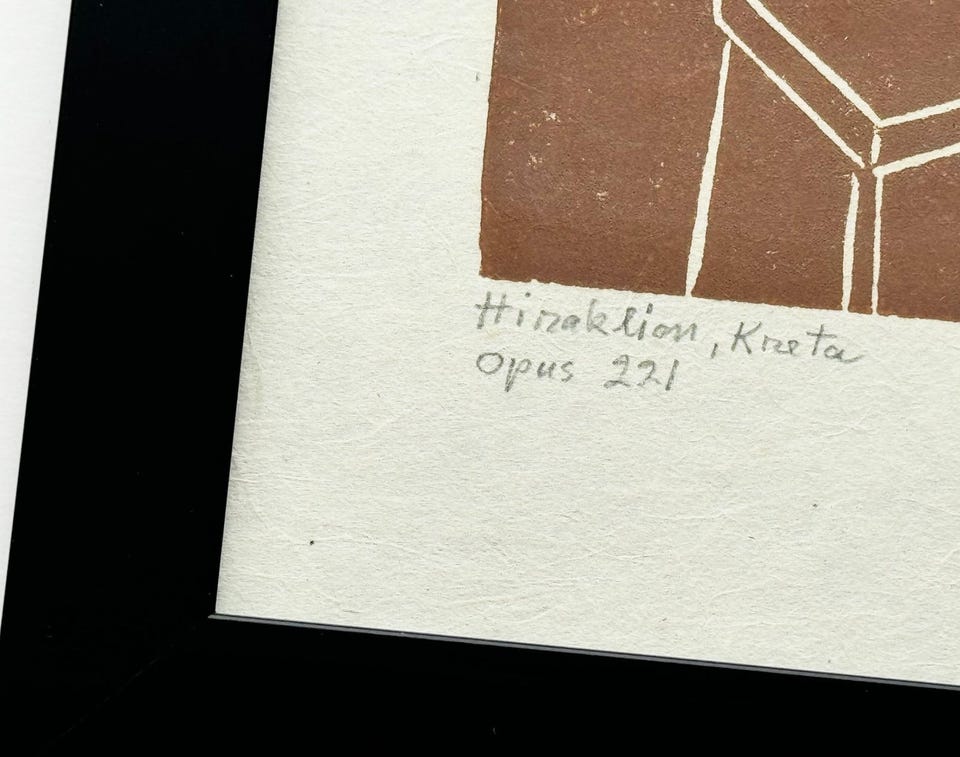 Hiraklion, Kreta
Opus 221